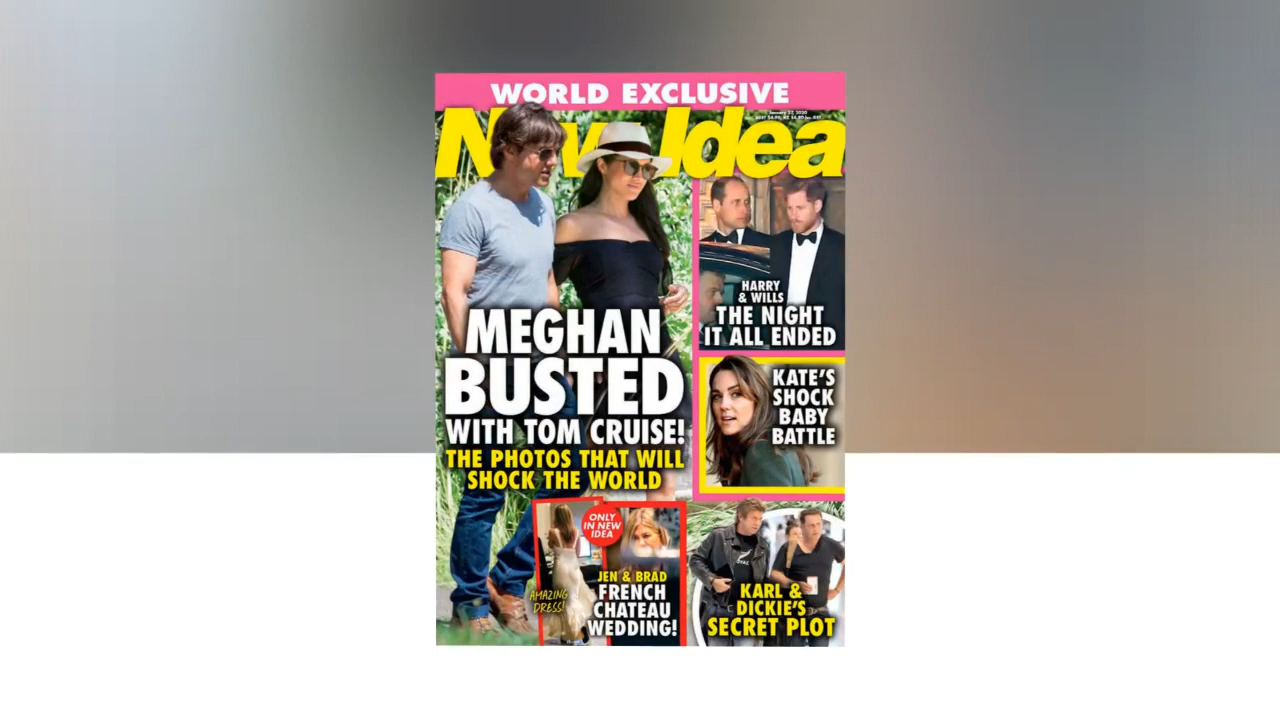 WORLD EXCLUSIVE
New Idea
HARRY
& WILLS
THE NIGHT
IT ALL ENDED
MEGHAN
BUSTED
WITH TOM CRUISE!
THE PHOTOS THAT WILL
SHOCK THE WORLD
KATE'S
SHOCK
BABY
BATTLE
ONLY
IN NEW
IDEA
AMAZING
DRESS!
JEN & BRAD
FRENCH
CHATEAU
WEDDING!
KARL &
DICKIE'S
SECRET PLOT